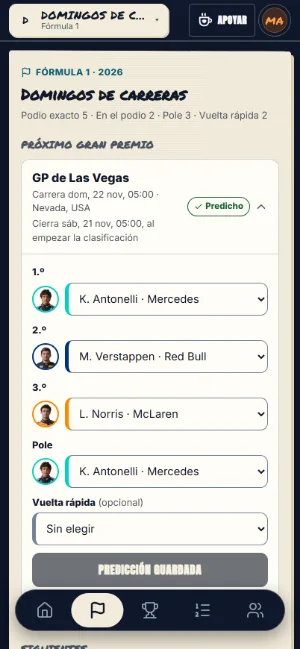 DOMINGOS DE C...
Fórmula 1
APOYAR
MA
FÓRMULA 1 · 2026
DOMINGOS DE CARRERAS
Podio exacto 5 · En el podio 2 · Pole 3 · Vuelta rápida 2
PRÓXIMO GRAN PREMIO
GP de Las Vegas
Carrera dom, 22 nov, 05:00 ·
Nevada, USA
Cierra sáb, 21 nov, 05:00, al
empezar la clasificación
Predicho
1.º
K. Antonelli · Mercedes
2.º
M. Verstappen · Red Bull
3.º
L. Norris · McLaren
Pole
K. Antonelli · Mercedes
Vuelta rápida (opcional)
Sin elegir
PREDICCIÓN GUARDADA